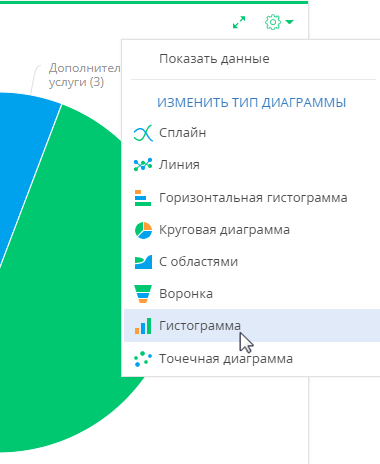 Дополнител
услуги (3)
Показать данные
ИЗМЕНИТЬ ТИП ДИАГРАММЫ
Сплайн
Линия
Горизонтальная гистограмма
Круговая диаграмма
С областями
Воронка
Гистограмма
Точечная диаграмма